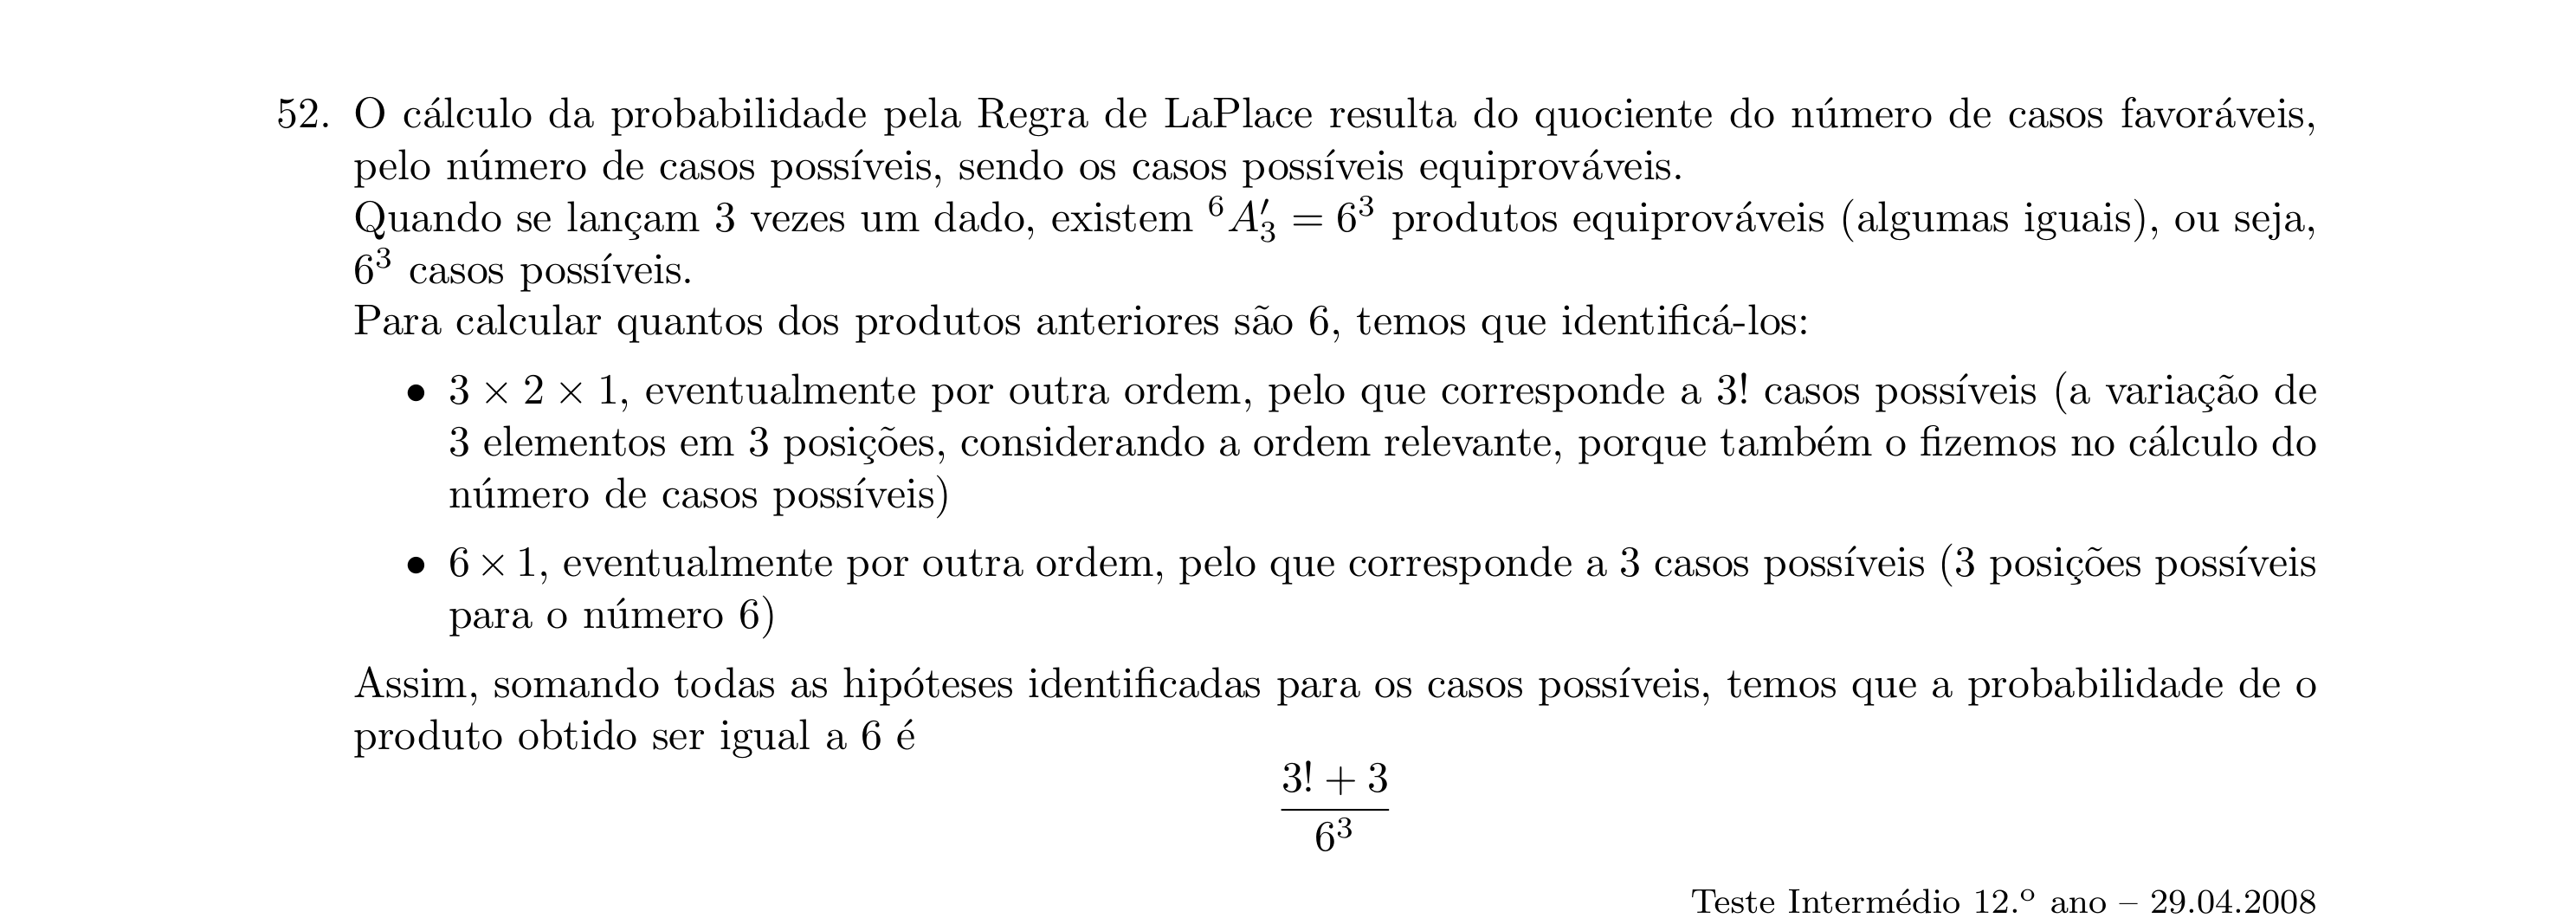 52. O cálculo da probabilidade pela Regra de LaPlace resulta do quociente do número de casos favoráveis,
pelo número de casos possíveis, sendo os casos possíveis equiprováveis.
Quando se lançam 3 vezes um dado, existem $^6A'_3 = 6^3$ produtos equiprováveis (algumas iguais), ou seja,
$6^3$ casos possíveis.
Para calcular quantos dos produtos anteriores são 6, temos que identificá-los:
• 3 × 2 × 1, eventualmente por outra ordem, pelo que corresponde a 3! casos possíveis (a variação de
3 elementos em 3 posições, considerando a ordem relevante, porque também o fizemos no cálculo do
número de casos possíveis)
• 6 × 1, eventualmente por outra ordem, pelo que corresponde a 3 casos possíveis (3 posições possíveis
para o número 6)
Assim, somando todas as hipóteses identificadas para os casos possíveis, temos que a probabilidade de o
produto obtido ser igual a 6 é
$\frac{3! + 3}{6^3}$
Teste Intermédio 12.º ano – 29.04.2008